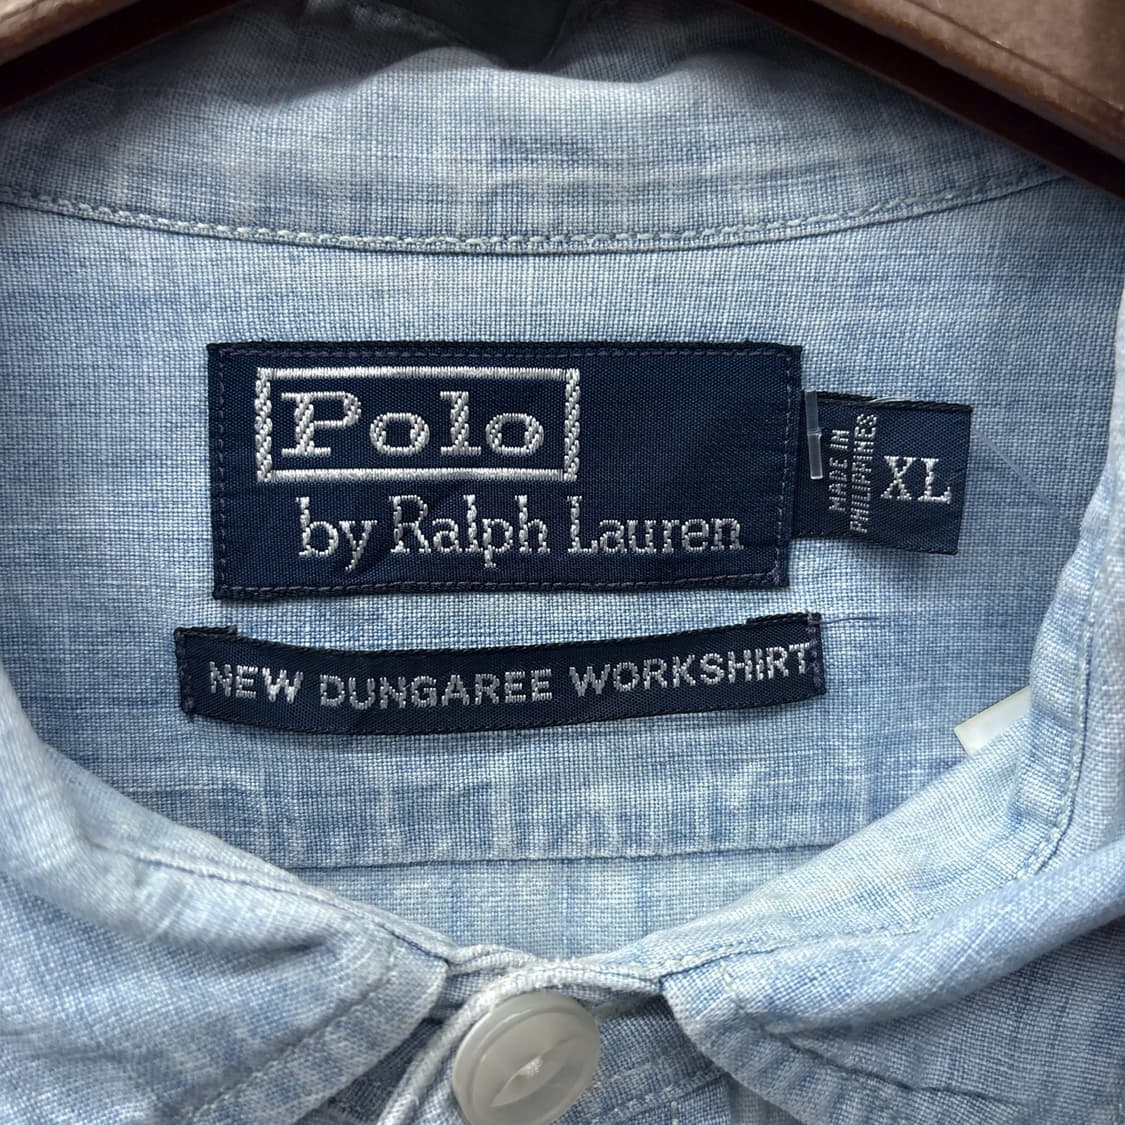 Polo
by Ralph Lauren
MADE IN
PHILIPPINES
XL
NEW DUNGAREE WORKSHIRT